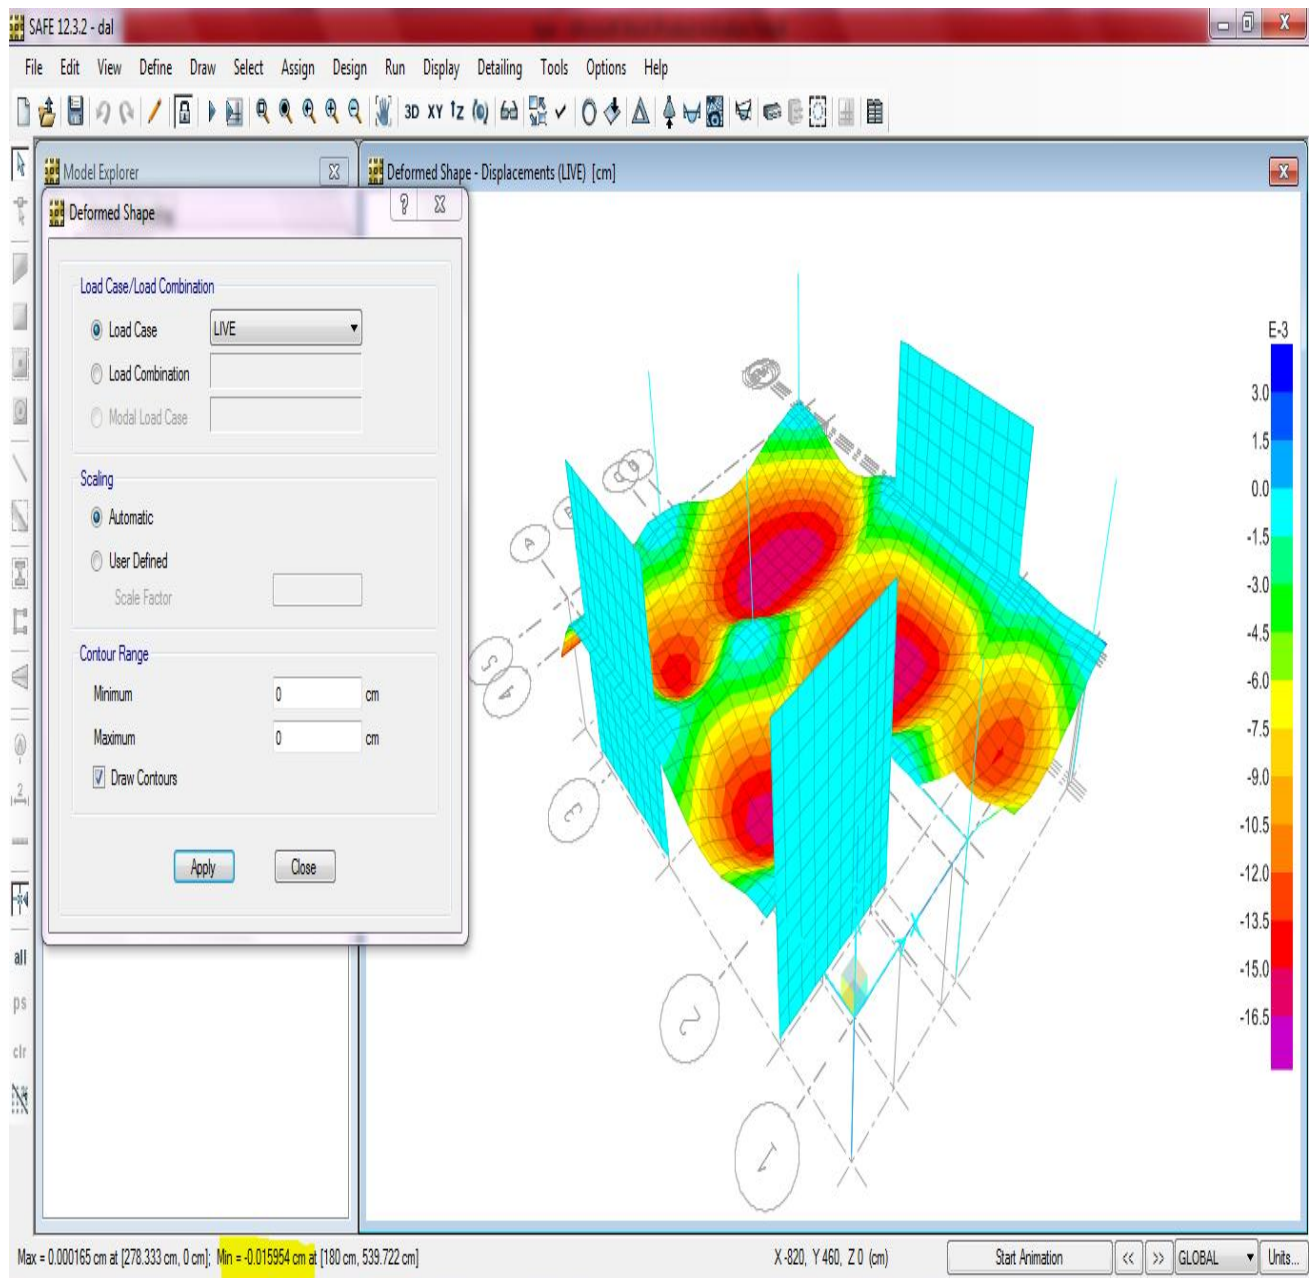 SAFE 12.3.2 - dal
File Edit View Define Draw Select Assign Design Run Display Detailing Tools Options Help
3D XY
Model Explorer
Deformed Shape - Displacements (LIVE) [cm]
Deformed Shape
Load Case/Load Combination
Load Case LIVE
Load Combination
Modal Load Case
Scaling
Automatic
User Defined
Scale Factor
Contour Range
Minimum 0 cm
Maximum 0 cm
Draw Contours
Apply Close
all
ps
clr
E-3
3.0
1.5
0.0
-1.5
-3.0
-4.5
-6.0
-7.5
-9.0
-10.5
-12.0
-13.5
-15.0
-16.5
A
5
4
3
2
1
X
Max = 0.000165 cm at [278.333 cm, 0 cm]; Min = -0.015954 cm at [180 cm, 539.722 cm]
X -820, Y 460, Z 0 (cm)
Start Animation << >> GLOBAL Units...